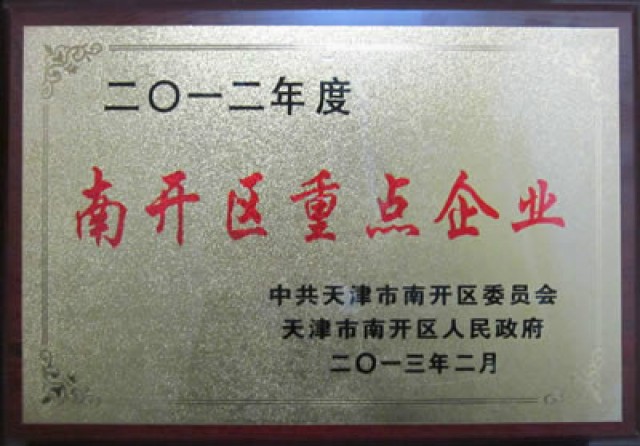 二〇一二年度
南开区重点企业
中共天津市南开区委员会
天津市南开区人民政府
二〇一三年二月